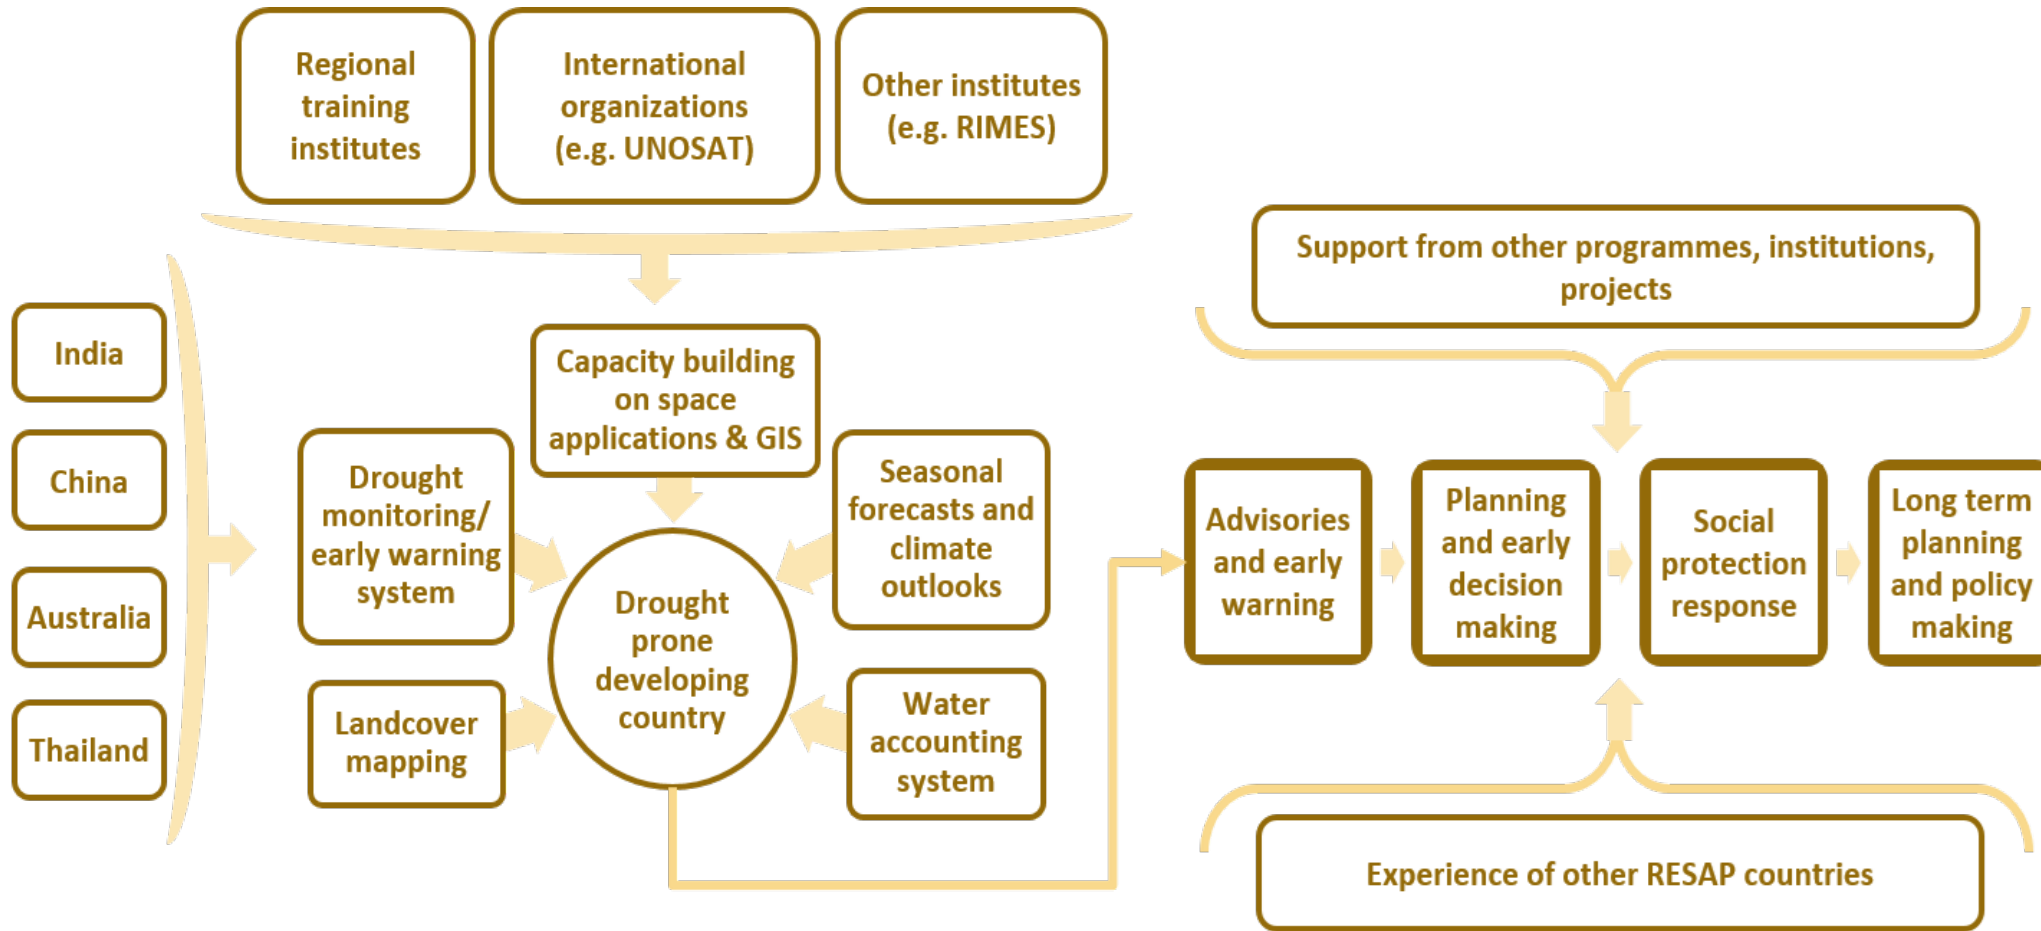 Regional
training
institutes
International
organizations
(e.g. UNOSAT)
Other institutes
(e.g. RIMES)
India
China
Australia
Thailand
Capacity building
on space
applications & GIS
Drought
monitoring/
early warning
system
Seasonal
forecasts and
climate
outlooks
Drought
prone
developing
country
Landcover
mapping
Water
accounting
system
Support from other programmes, institutions,
projects
Advisories
and early
warning
Planning
and early
decision
making
Social
protection
response
Long term
planning
and policy
making
Experience of other RESAP countries